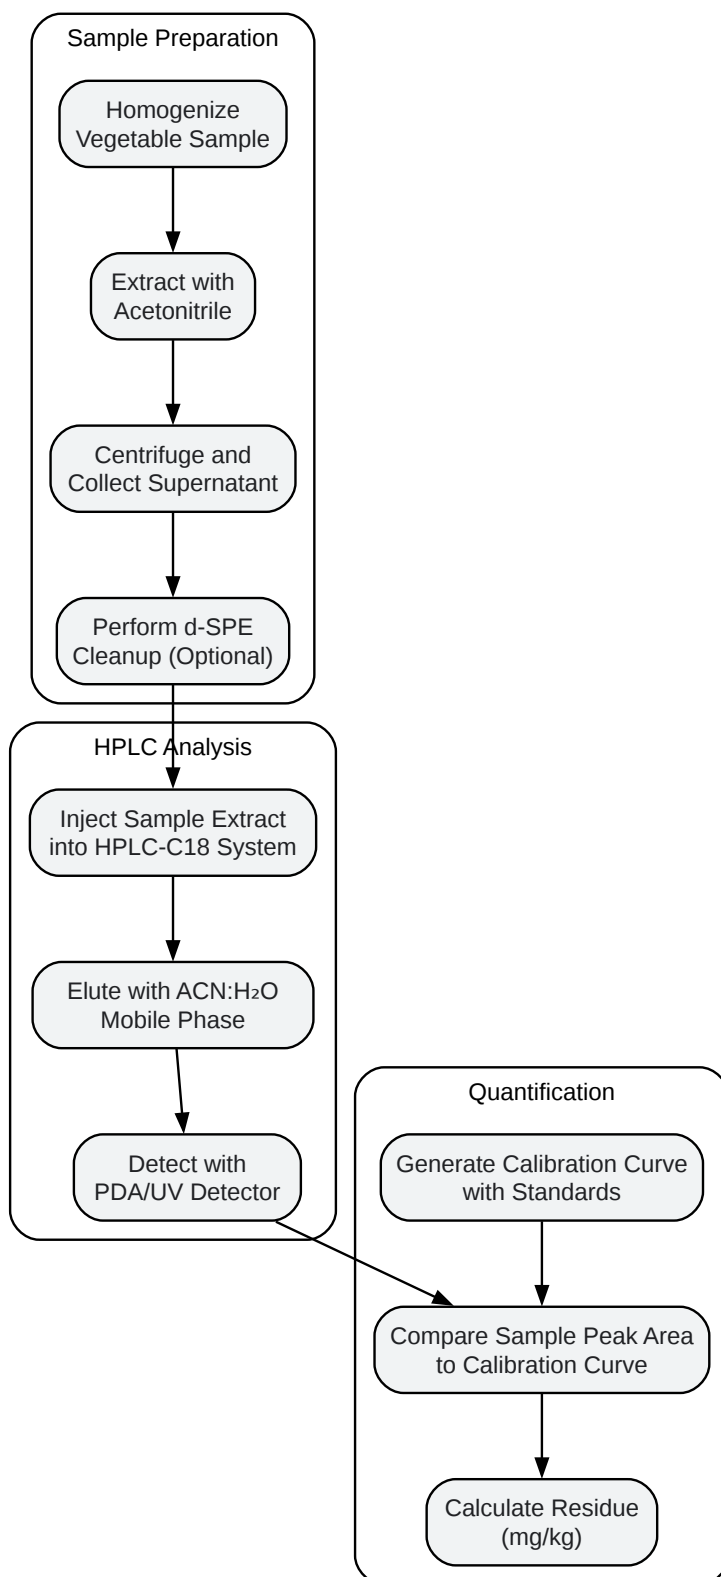 Sample Preparation
Homogenize
Vegetable Sample
Extract with
Acetonitrile
Centrifuge and
Collect Supernatant
Perform d-SPE
Cleanup (Optional)
HPLC Analysis
Inject Sample Extract
into HPLC-C18 System
Elute with ACN:H₂O
Mobile Phase
Detect with
PDA/UV Detector
Quantification
Generate Calibration Curve
with Standards
Compare Sample Peak Area
to Calibration Curve
Calculate Residue
(mg/kg)